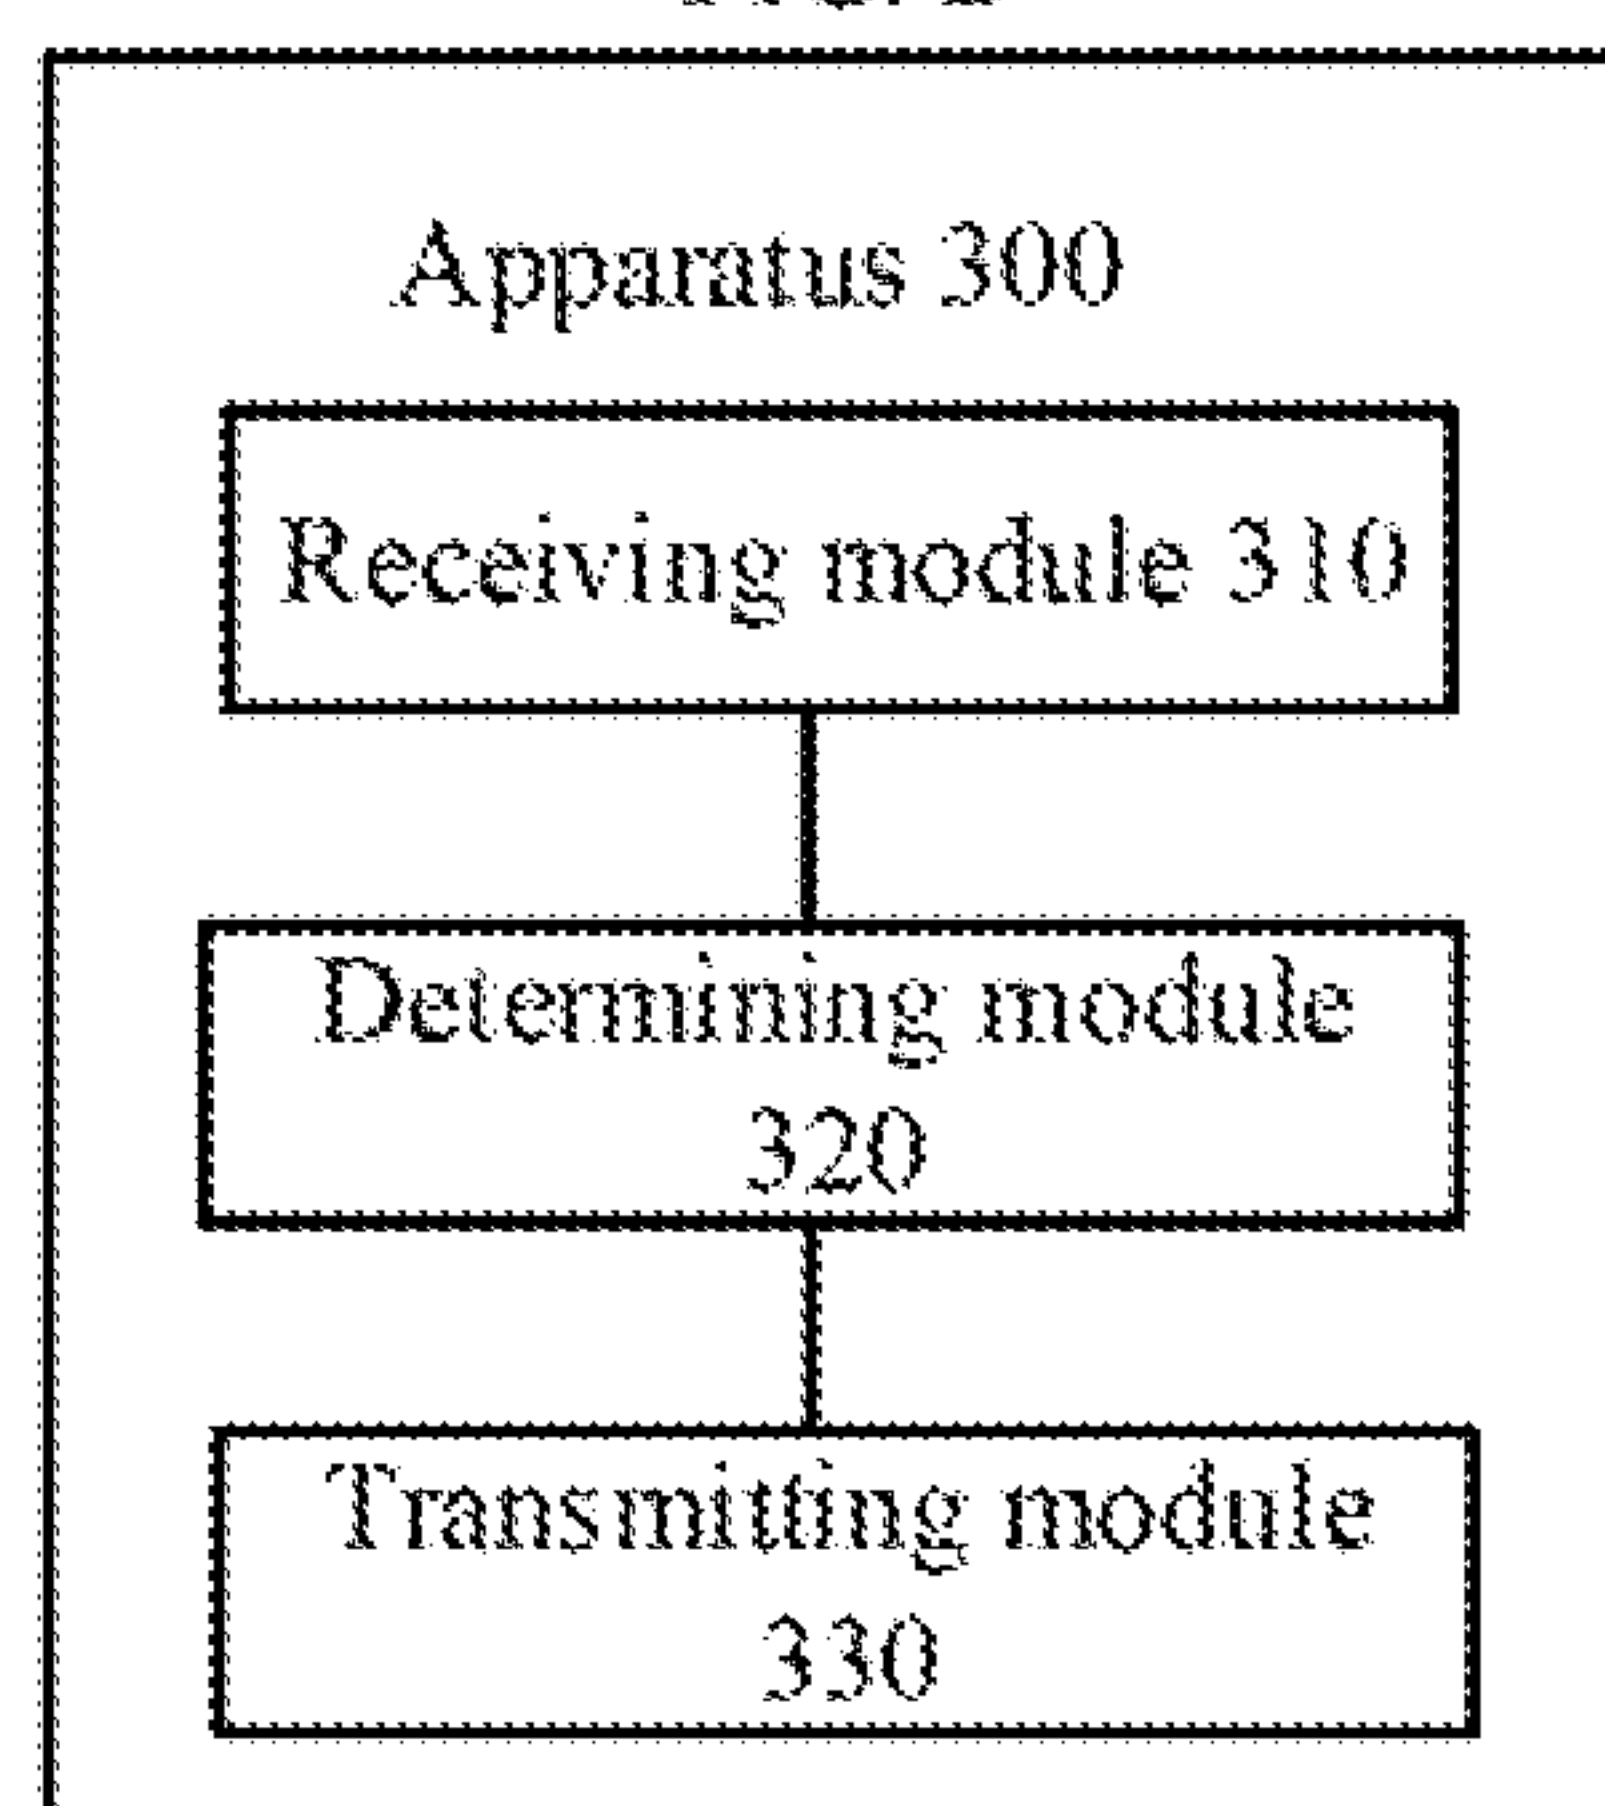 Apparatus 300
Receiving module 310
Determining module
320
Transmitting module
330